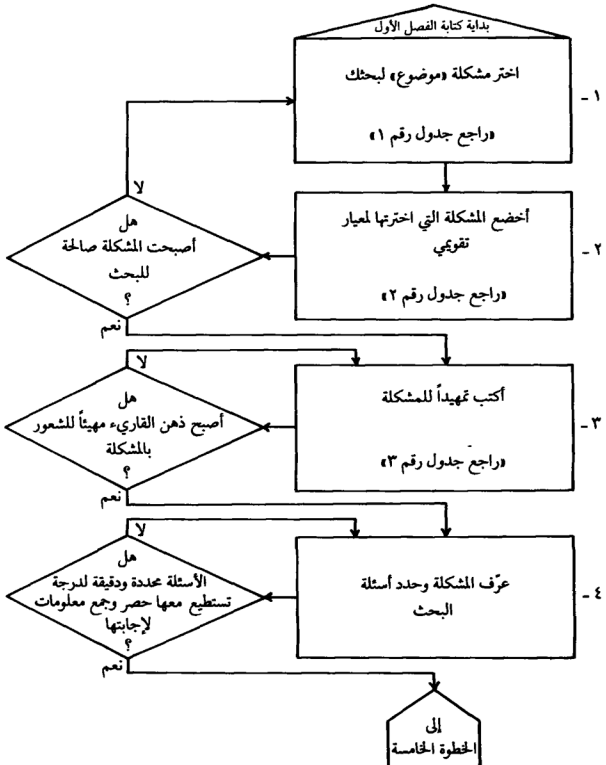 بداية كتابة الفصل الأول
١ -
اختر مشكلة «موضوع» لبحثك
«راجع جدول رقم ١»
٢ -
أخضع المشكلة التي اخترتها لمعيار
تقويمي
«راجع جدول رقم ٢»
لا
هل
أصبحت المشكلة صالحة
للبحث
؟
نعم
٣ -
أكتب تمهيداً للمشكلة
«راجع جدول رقم ٣»
لا
هل
أصبح ذهن القاريء مهيئاً للشعور
بالمشكلة
؟
نعم
٤ -
عرّف المشكلة وحدد أسئلة
البحث
لا
هل
الأسئلة محددة ودقيقة لدرجة
تستطيع معها حصر وجمع معلومات
لإجابتها
؟
نعم
إلى
الخطوة الخامسة